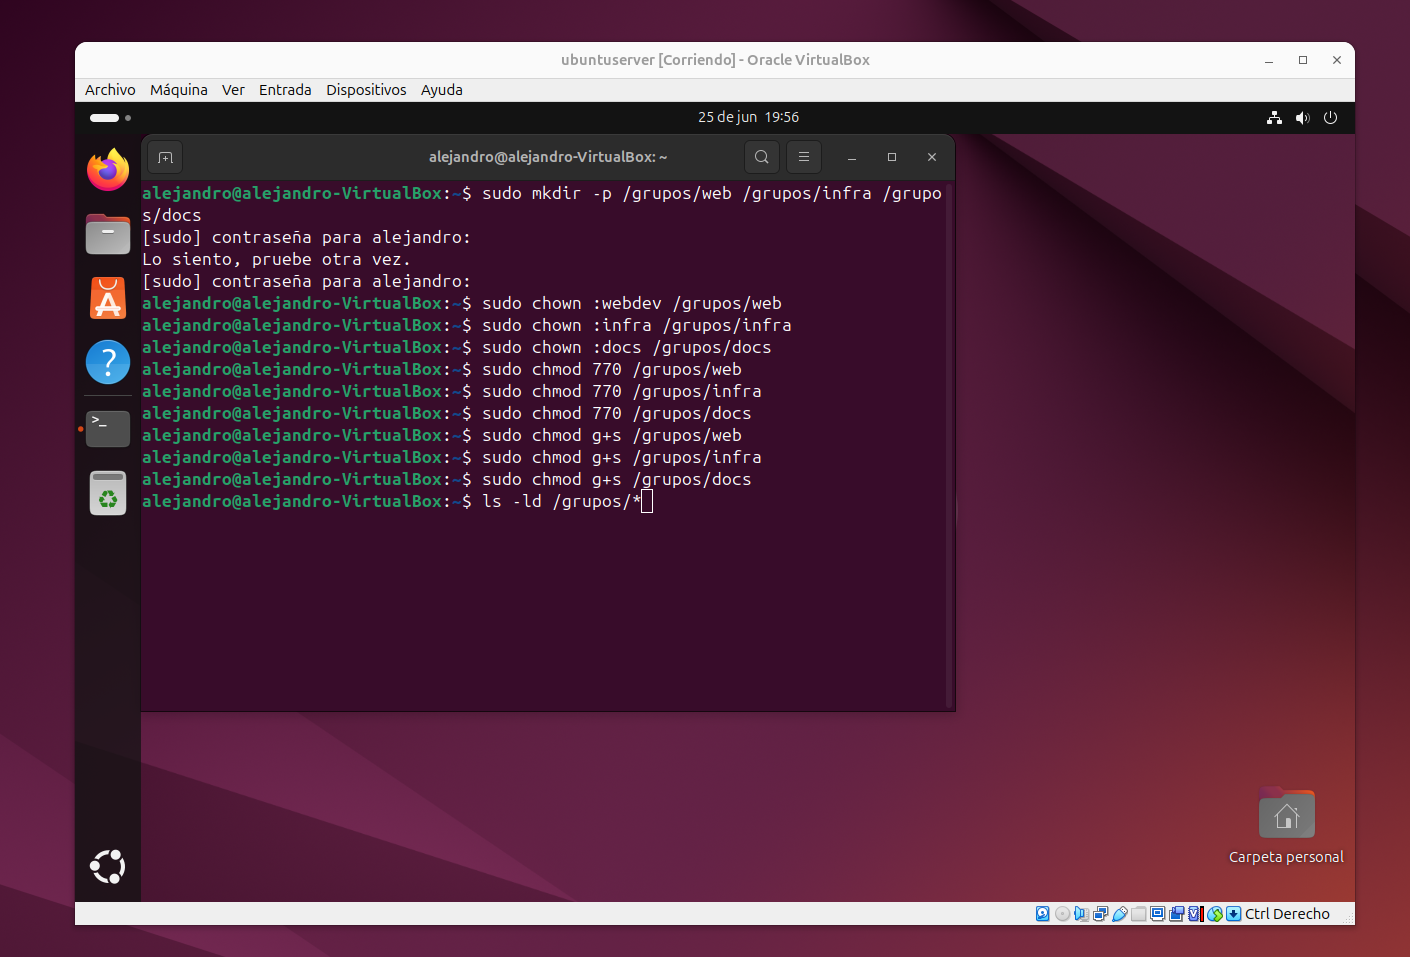 ubuntuserver [Corriendo] - Oracle VirtualBox
Archivo Máquina Ver Entrada Dispositivos Ayuda
25 de jun 19:56
alejandro@alejandro-VirtualBox: ~
alejandro@alejandro-VirtualBox:~$ sudo mkdir -p /grupos/web /grupos/infra /grupo
s/docs
[sudo] contraseña para alejandro:
Lo siento, pruebe otra vez.
[sudo] contraseña para alejandro:
alejandro@alejandro-VirtualBox:~$ sudo chown :webdev /grupos/web
alejandro@alejandro-VirtualBox:~$ sudo chown :infra /grupos/infra
alejandro@alejandro-VirtualBox:~$ sudo chown :docs /grupos/docs
alejandro@alejandro-VirtualBox:~$ sudo chmod 770 /grupos/web
alejandro@alejandro-VirtualBox:~$ sudo chmod 770 /grupos/infra
alejandro@alejandro-VirtualBox:~$ sudo chmod 770 /grupos/docs
alejandro@alejandro-VirtualBox:~$ sudo chmod g+s /grupos/web
alejandro@alejandro-VirtualBox:~$ sudo chmod g+s /grupos/infra
alejandro@alejandro-VirtualBox:~$ sudo chmod g+s /grupos/docs
alejandro@alejandro-VirtualBox:~$ ls -ld /grupos/*
Carpeta personal
Ctrl Derecho